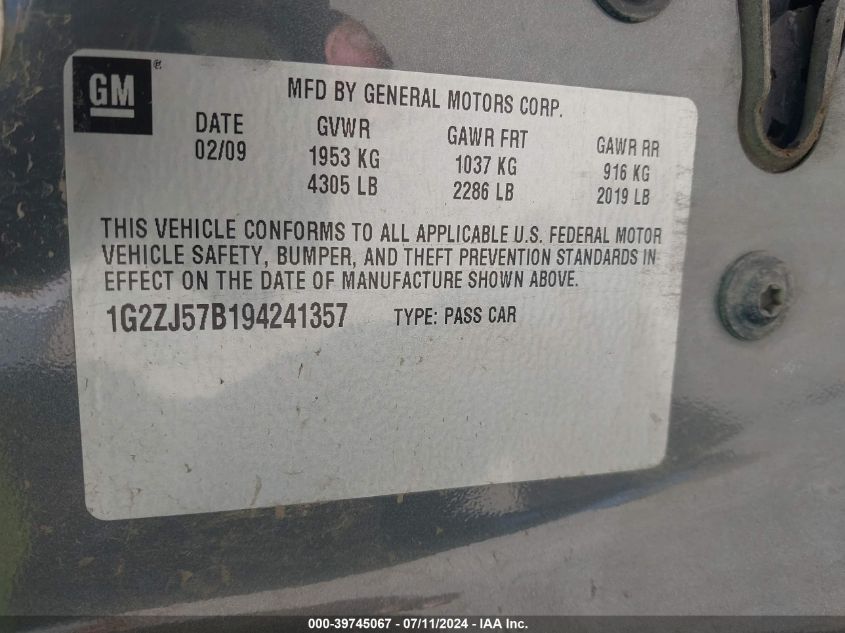 GM ®
MFD BY GENERAL MOTORS CORP.
DATE GVWR GAWR FRT GAWR RR
02/09 1953 KG 1037 KG 916 KG
4305 LB 2286 LB 2019 LB
THIS VEHICLE CONFORMS TO ALL APPLICABLE U.S. FEDERAL MOTOR
VEHICLE SAFETY, BUMPER, AND THEFT PREVENTION STANDARDS IN
EFFECT ON THE DATE OF MANUFACTURE SHOWN ABOVE.
1G2ZJ57B194241357 TYPE: PASS CAR
000-39745067 - 07/11/2024 - IAA Inc.